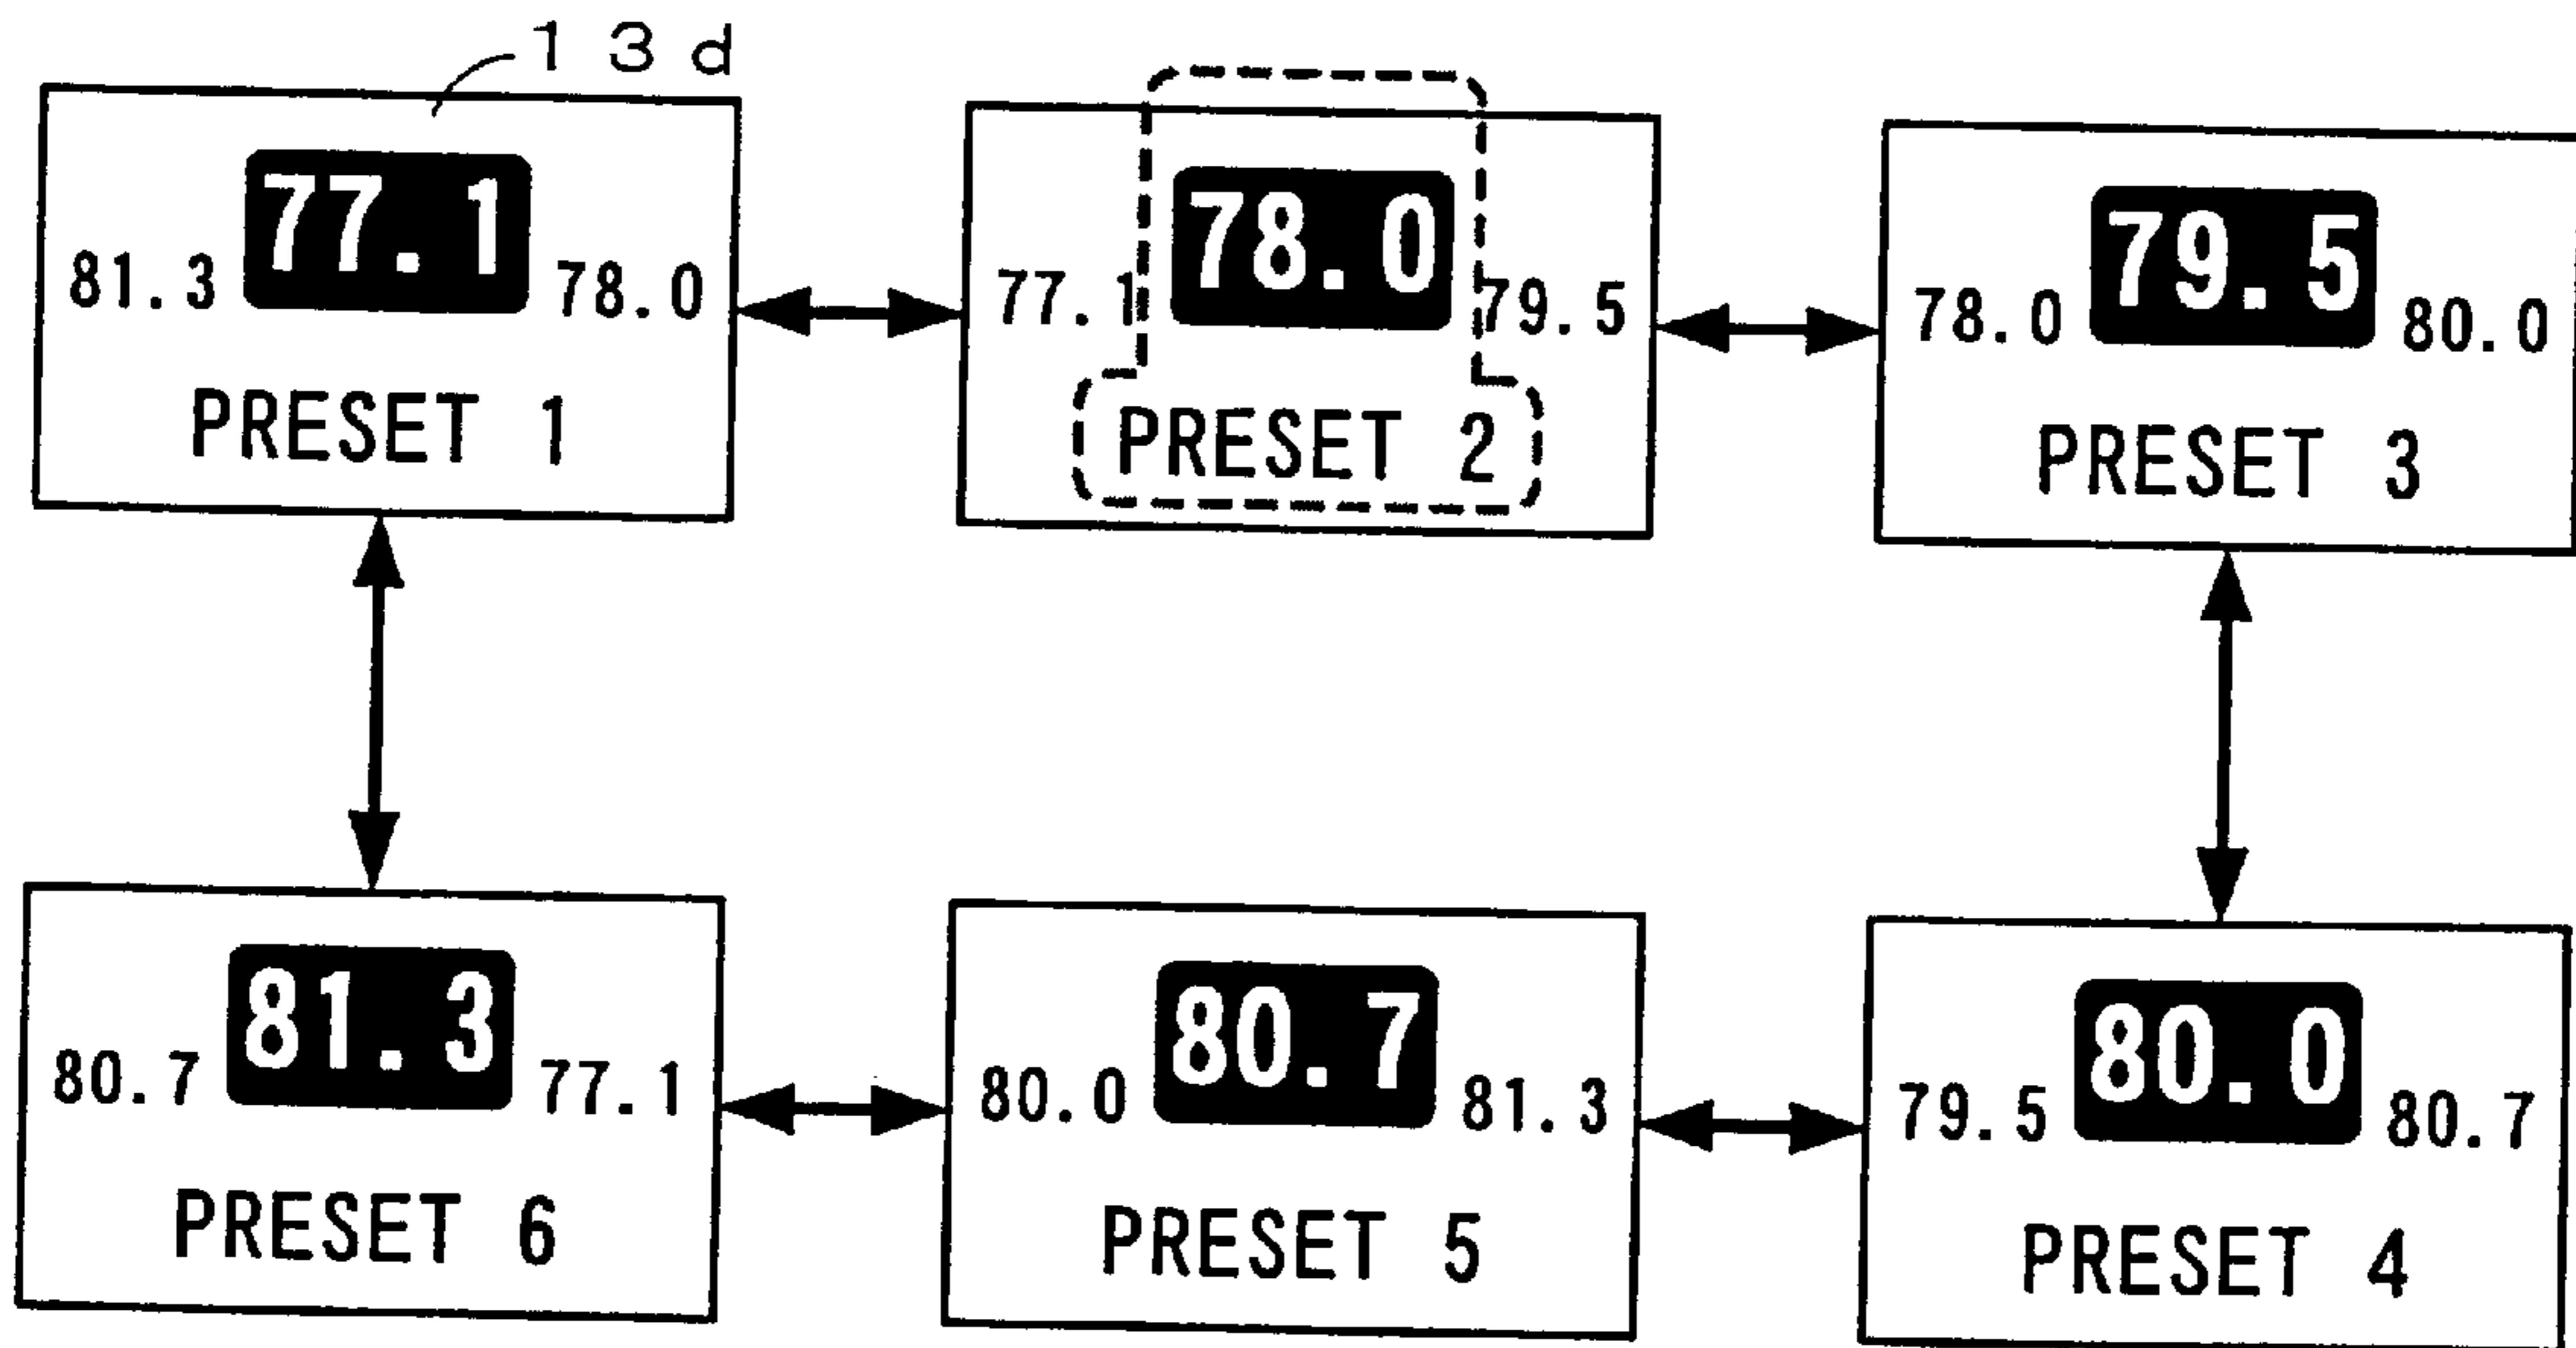 13d
81.3 77.1 78.0
PRESET 1
77.1 78.0 79.5
PRESET 2
78.0 79.5 80.0
PRESET 3
80.7 81.3 77.1
PRESET 6
80.0 80.7 81.3
PRESET 5
79.5 80.0 80.7
PRESET 4